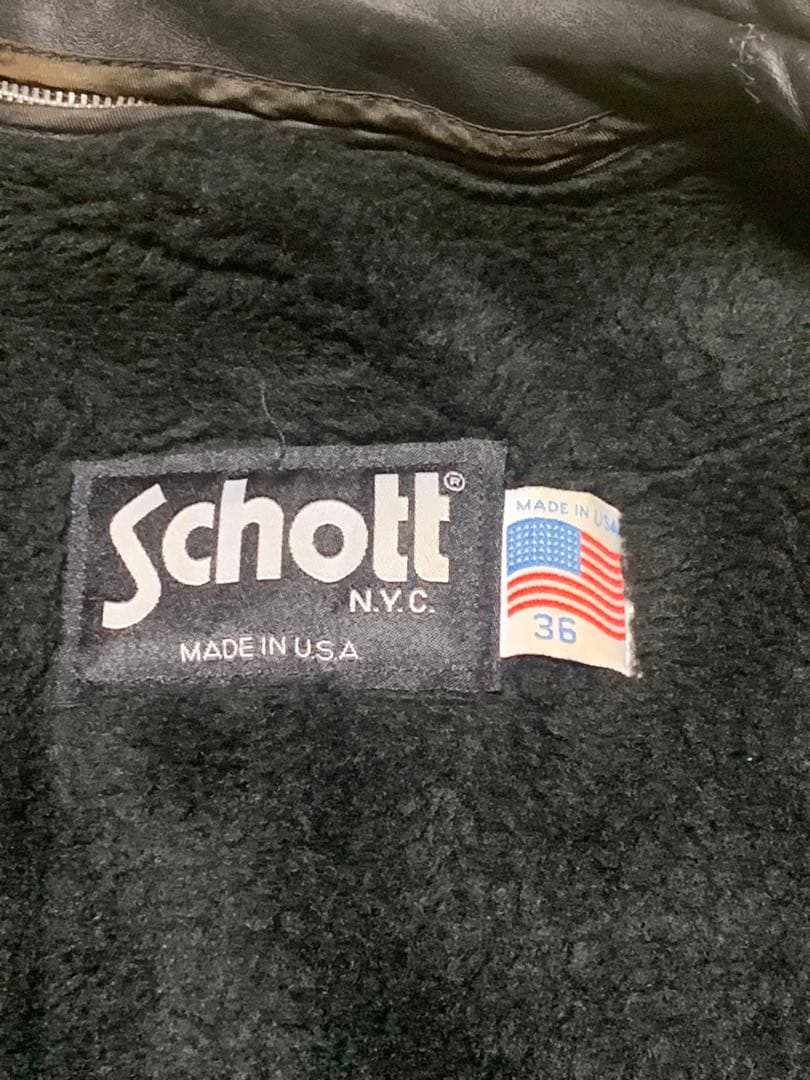 Schott®
N.Y.C.
MADE IN U.S.A
MADE IN USA
36